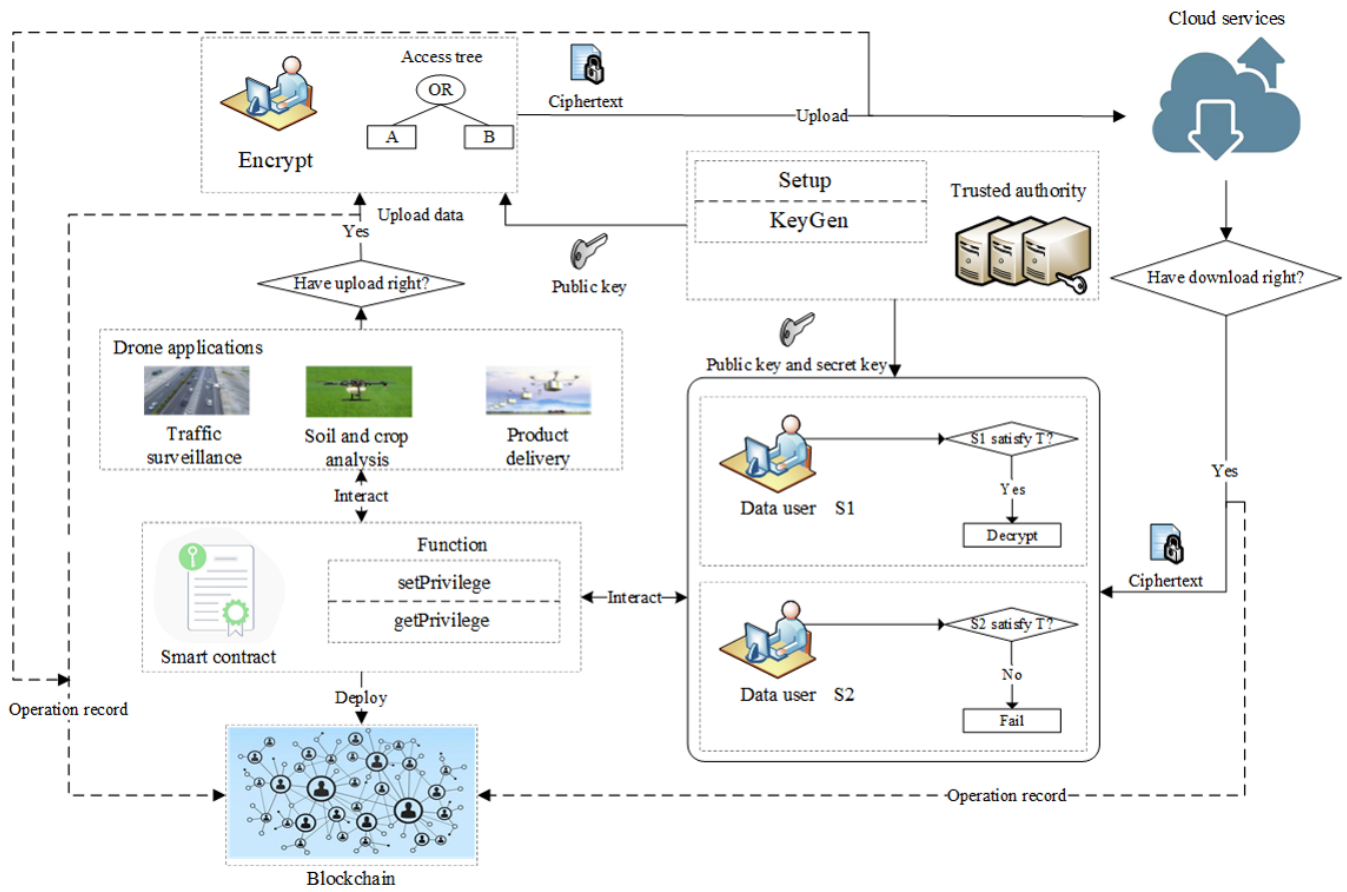 Cloud services
Access tree
OR
A
B
Encrypt
Ciphertext
Upload
Setup
KeyGen
Trusted authority
Upload data
Yes
Public key
Have upload right?
Have download right?
Drone applications
Traffic
surveillance
Soil and crop
analysis
Product
delivery
Public key and secret key
S1 satisfy T?
Yes
Decrypt
Data user S1
Yes
Interact
Function
setPrivilege
getPrivilege
Smart contract
Interact
Ciphertext
S2 satisfy T?
No
Fail
Data user S2
Deploy
Operation record
Operation record
Blockchain